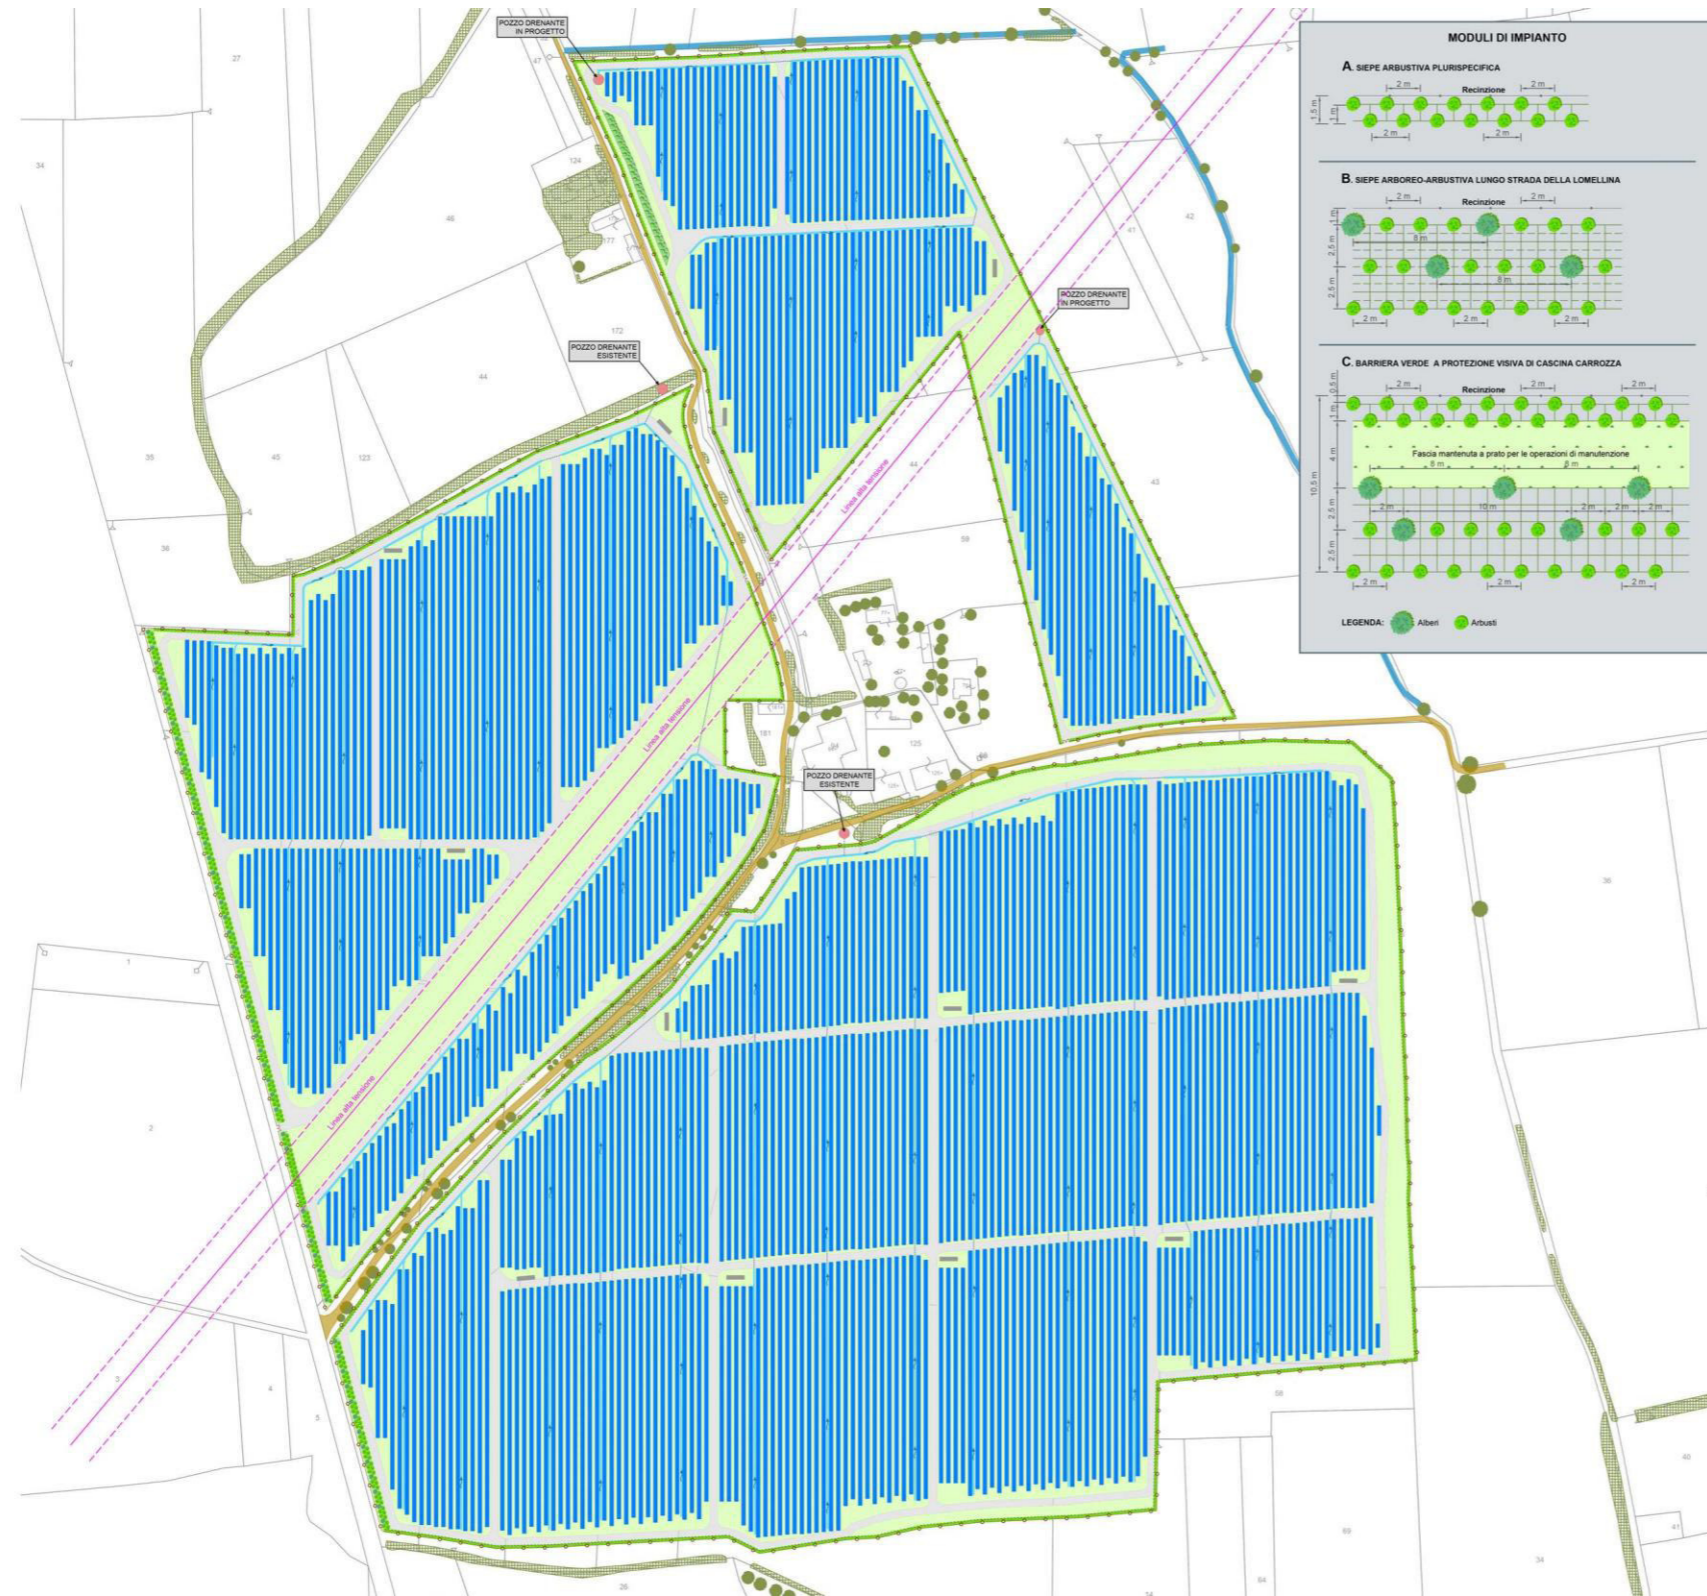 POZZO DRENANTE
IN PROGETTO
27
47
34
124
177
48
42
41
POZZO DRENANTE
IN PROGETTO
172
POZZO DRENANTE
ESISTENTE
44
35
45
123
44
43
Linea alta tensione
36
59
Linea alta tensione
181
125
POZZO DRENANTE
ESISTENTE
36
1
2
Linea alta tensione
3
4
5
58
40
41
69
34
64
26
MODULI DI IMPIANTO
A. SIEPE ARBUSTIVA PLURISPECIFICA
2 m
Recinzione
2 m
1,5 m
1 m
2 m
2 m
B. SIEPE ARBOREO-ARBUSTIVA LUNGO STRADA DELLA LOMELLINA
2 m
Recinzione
2 m
1 m
8 m
2,5 m
8 m
2,5 m
2 m
2 m
2 m
C. BARRIERA VERDE A PROTEZIONE VISIVA DI CASCINA CARROZZA
0,5 m
2 m
Recinzione
2 m
2 m
1 m
Fascia mantenuta a prato per le operazioni di manutenzione
4 m
8 m
8 m
10,5 m
2 m
10 m
2 m
2 m
2 m
2,5 m
2,5 m
2 m
2 m
2 m
LEGENDA:
Alberi
Arbusti